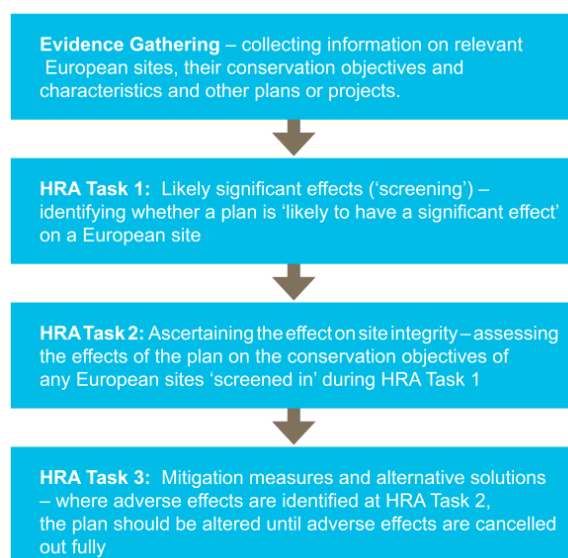 Evidence Gathering – collecting information on relevant
European sites, their conservation objectives and
characteristics and other plans or projects.
HRA Task 1: Likely significant effects (‘screening’) –
identifying whether a plan is ‘likely to have a significant effect’
on a European site
HRA Task 2: Ascertaining the effect on site integrity – assessing
the effects of the plan on the conservation objectives of
any European sites ‘screened in’ during HRA Task 1
HRA Task 3: Mitigation measures and alternative solutions
– where adverse effects are identified at HRA Task 2,
the plan should be altered until adverse effects are cancelled
out fully